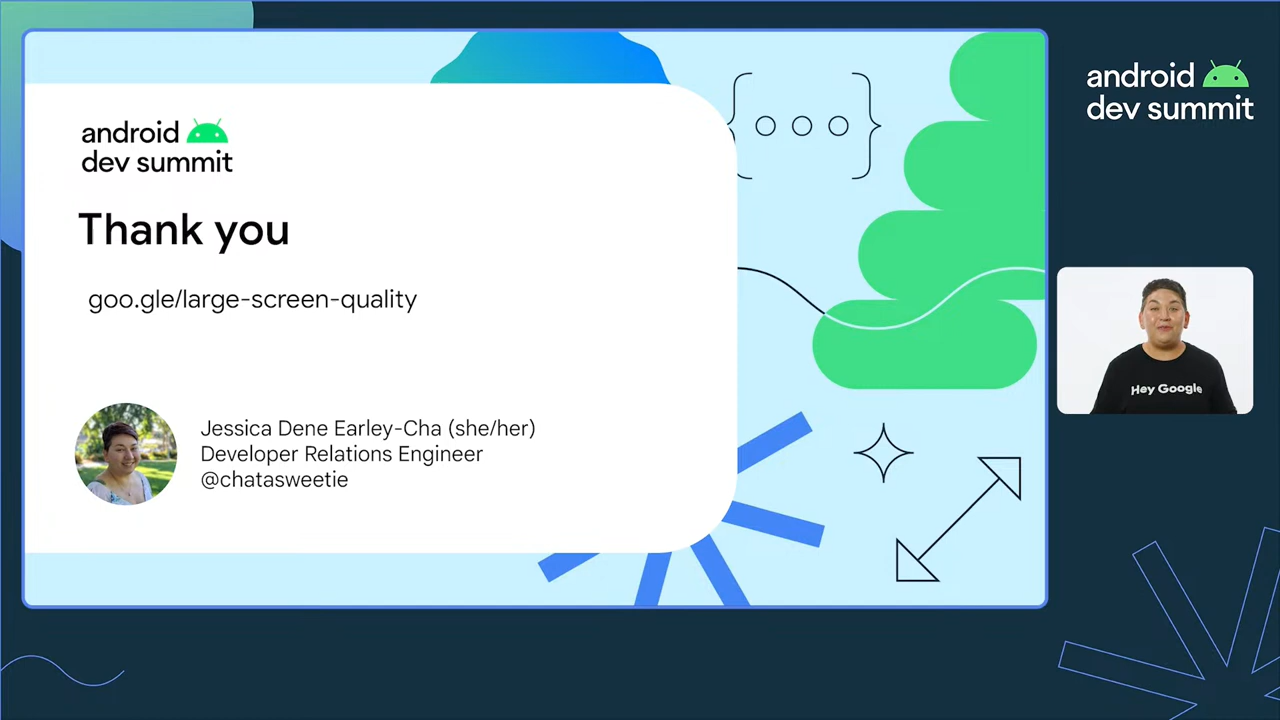 android
dev summit
Thank you
goo.gle/large-screen-quality
Jessica Dene Earley-Cha (she/her)
Developer Relations Engineer
@chatasweetie
android
dev summit
Hey Google